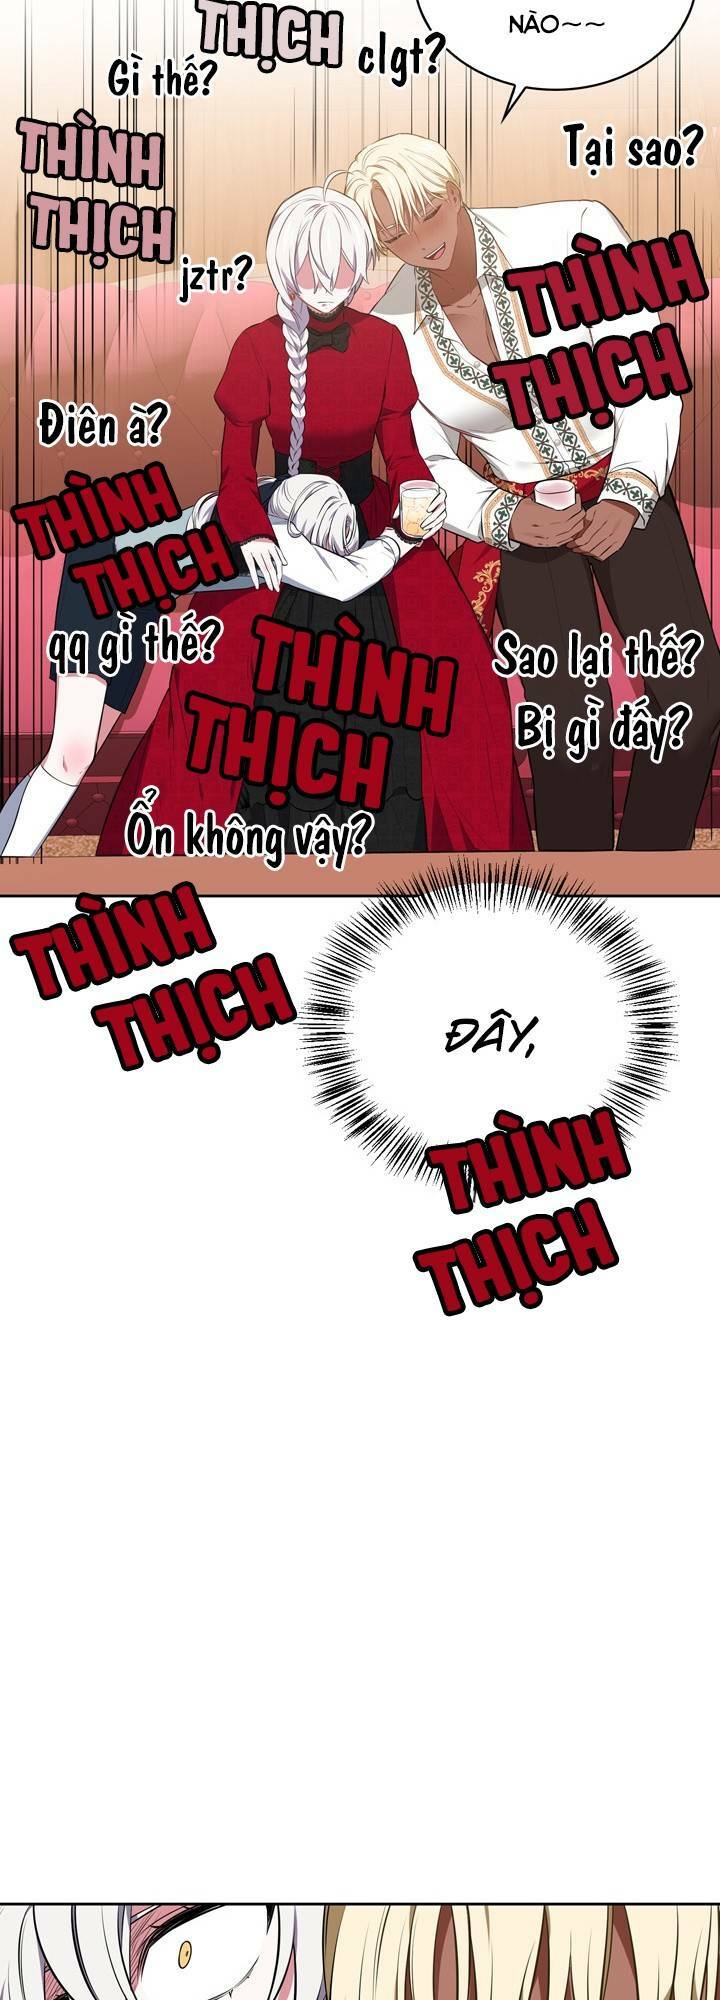 THỊCH
NÀO~~
clgt?
Gì thế?
THÌNH
THỊCH
Tại sao?
jztr?
THÌNH
THỊCH
Điên à?
THÌNH
THỊCH
qq gì thế?
THÌNH
THỊCH
Sao lại thế?
Bị gì đấy?
Ổn không vậy?
THÌNH
THỊCH
ĐÂY,
THÌNH
THỊCH